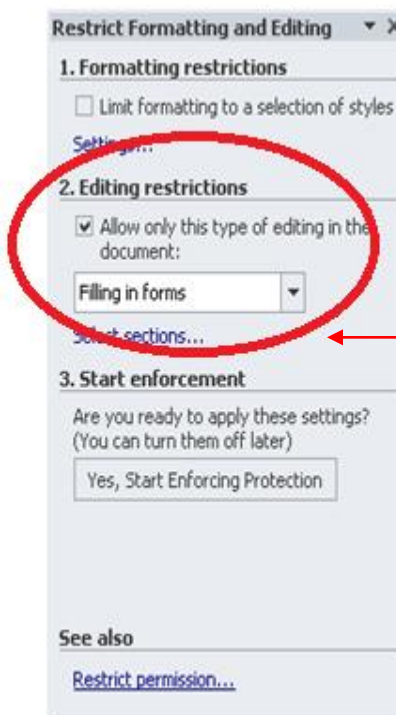 Restrict Formatting and Editing
1. Formatting restrictions
Limit formatting to a selection of styles
Settings...
2. Editing restrictions
Allow only this type of editing in the
document:
Filling in forms
Select sections...
3. Start enforcement
Are you ready to apply these settings?
(You can turn them off later)
Yes, Start Enforcing Protection
See also
Restrict permission...